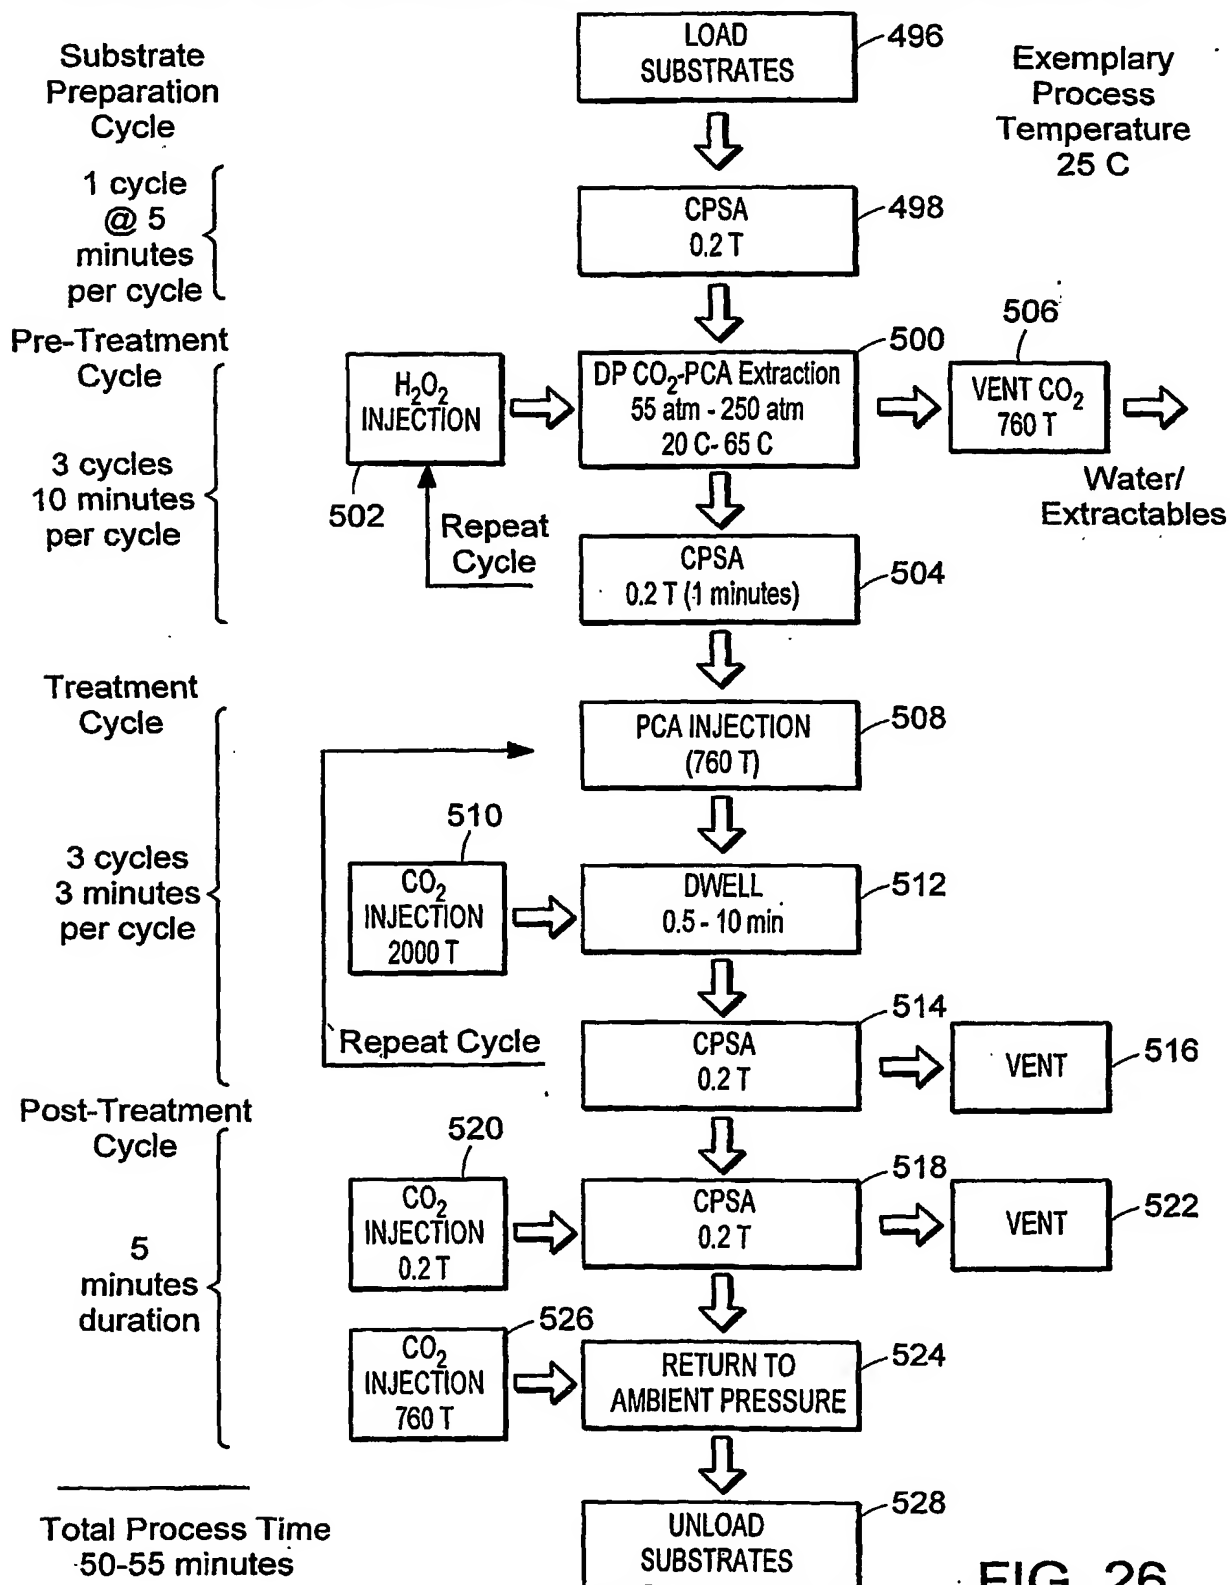 LOAD
SUBSTRATES
496
Substrate
Preparation
Cycle
Exemplary
Process
Temperature
25 C
1 cycle
@ 5
minutes
per cycle
CPSA
0.2 T
498
Pre-Treatment
Cycle
3 cycles
10 minutes
per cycle
H₂O₂
INJECTION
502
DP CO₂-PCA Extraction
55 atm - 250 atm
20 C- 65 C
500
506
VENT CO₂
760 T
Water/
Extractables
Repeat
Cycle
CPSA
0.2 T (1 minutes)
504
Treatment
Cycle
3 cycles
3 minutes
per cycle
PCA INJECTION
(760 T)
508
510
CO₂
INJECTION
2000 T
DWELL
0.5 - 10 min
512
Repeat Cycle
CPSA
0.2 T
514
VENT
516
Post-Treatment
Cycle
5
minutes
duration
520
CO₂
INJECTION
0.2 T
CPSA
0.2 T
518
VENT
522
526
CO₂
INJECTION
760 T
RETURN TO
AMBIENT PRESSURE
524
Total Process Time
50-55 minutes
UNLOAD
SUBSTRATES
528
FIG. 26